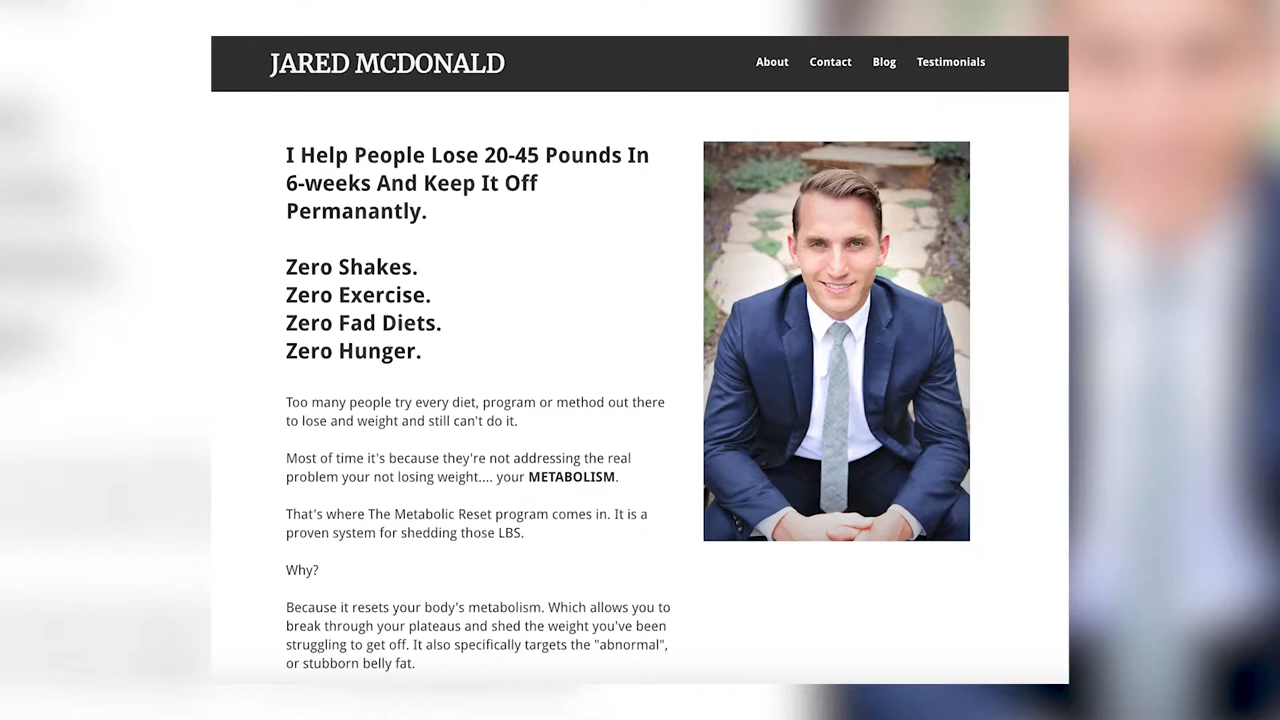 JARED MCDONALD
About Contact Blog Testimonials
I Help People Lose 20-45 Pounds In
6-weeks And Keep It Off
Permanantly.
Zero Shakes.
Zero Exercise.
Zero Fad Diets.
Zero Hunger.
Too many people try every diet, program or method out there
to lose and weight and still can't do it.
Most of time it's because they're not addressing the real
problem your not losing weight.... your METABOLISM.
That's where The Metabolic Reset program comes in. It is a
proven system for shedding those LBS.
Why?
Because it resets your body's metabolism. Which allows you to
break through your plateaus and shed the weight you've been
struggling to get off. It also specifically targets the "abnormal",
or stubborn belly fat.